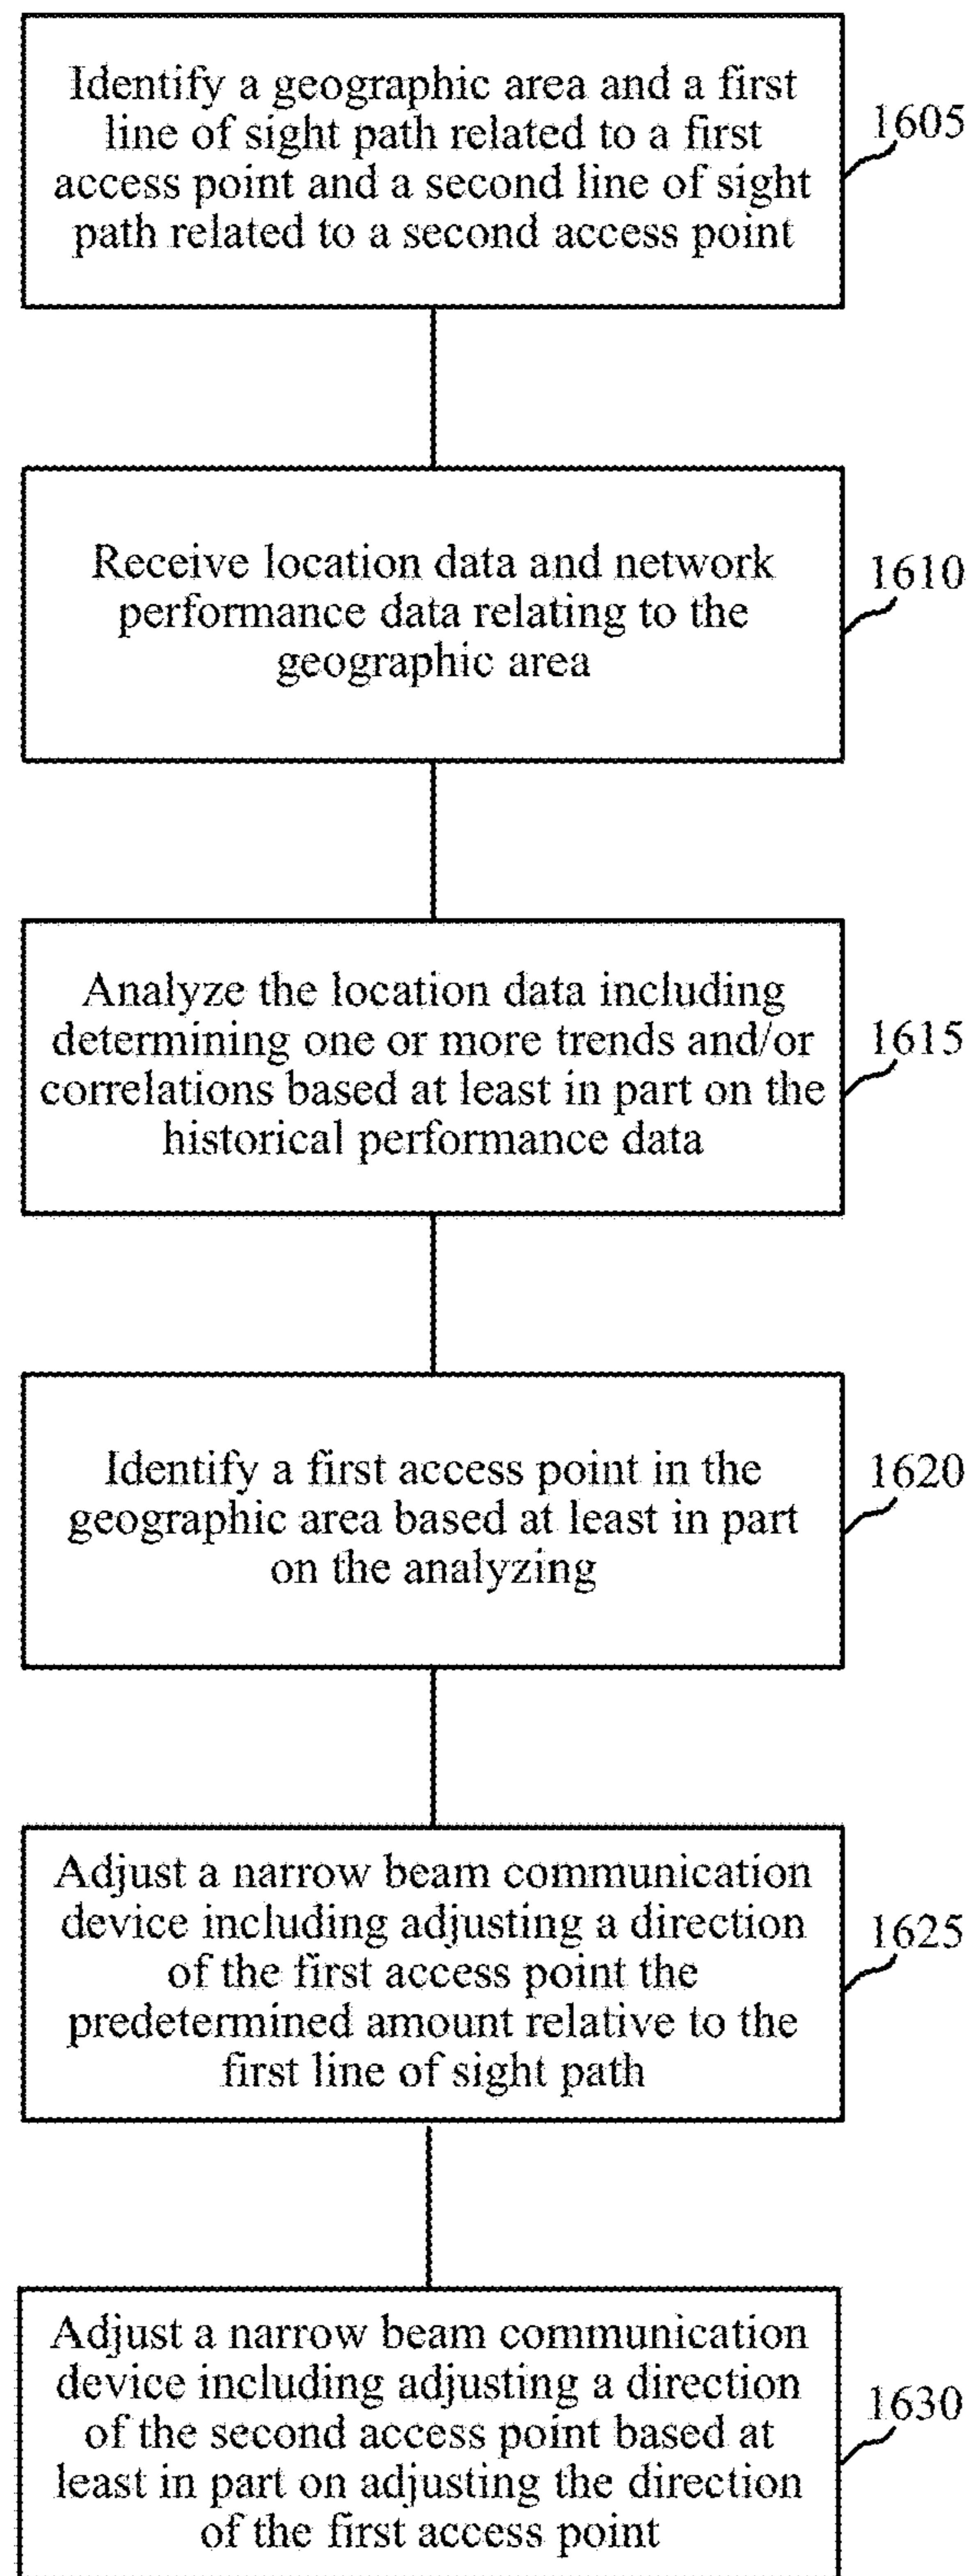 Identify a geographic area and a first
line of sight path related to a first
access point and a second line of sight
path related to a second access point
1605
Receive location data and network
performance data relating to the
geographic area
1610
Analyze the location data including
determining one or more trends and/or
correlations based at least in part on the
historical performance data
1615
Identify a first access point in the
geographic area based at least in part
on the analyzing
1620
Adjust a narrow beam communication
device including adjusting a direction
of the first access point the
predetermined amount relative to the
first line of sight path
1625
Adjust a narrow beam communication
device including adjusting a direction
of the second access point based at
least in part on adjusting the direction
of the first access point
1630